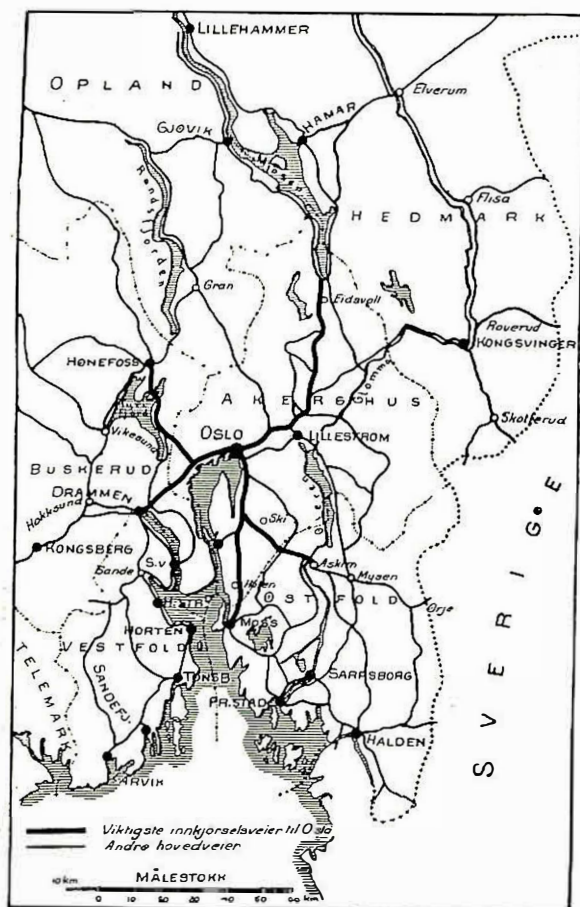 LILLEHAMMER
OPLAND
Elverum
GJØVIK
HAMAR
Mjøsen
Flisa
HEDMARK
Randsfjorden
Gran
Eidsvoll
Roverud
KONGSVINGER
HØNEFOSS
Glomma
AKERSHUS
Skotterud
Vikesund
OSLO
LILLESTRØM
BUSKERUD
DRAMMEN
Hokksund
Ski
SVERIGE
KONGSBERG
S.v
Askim
Mysen
Sande
ØSTFOLD
Ørje
HORTEN
MOSS
VESTFOLD
TELEMARK
SANDEFJ.
TØNSB.
SARPSBORG
FR.STAD
HALDEN
LARVIK
Viktigste innkjørselsveier til Oslo
Andre hovedveier
MÅLESTOKK
10 km 0 10 20 30 40 50 60 km